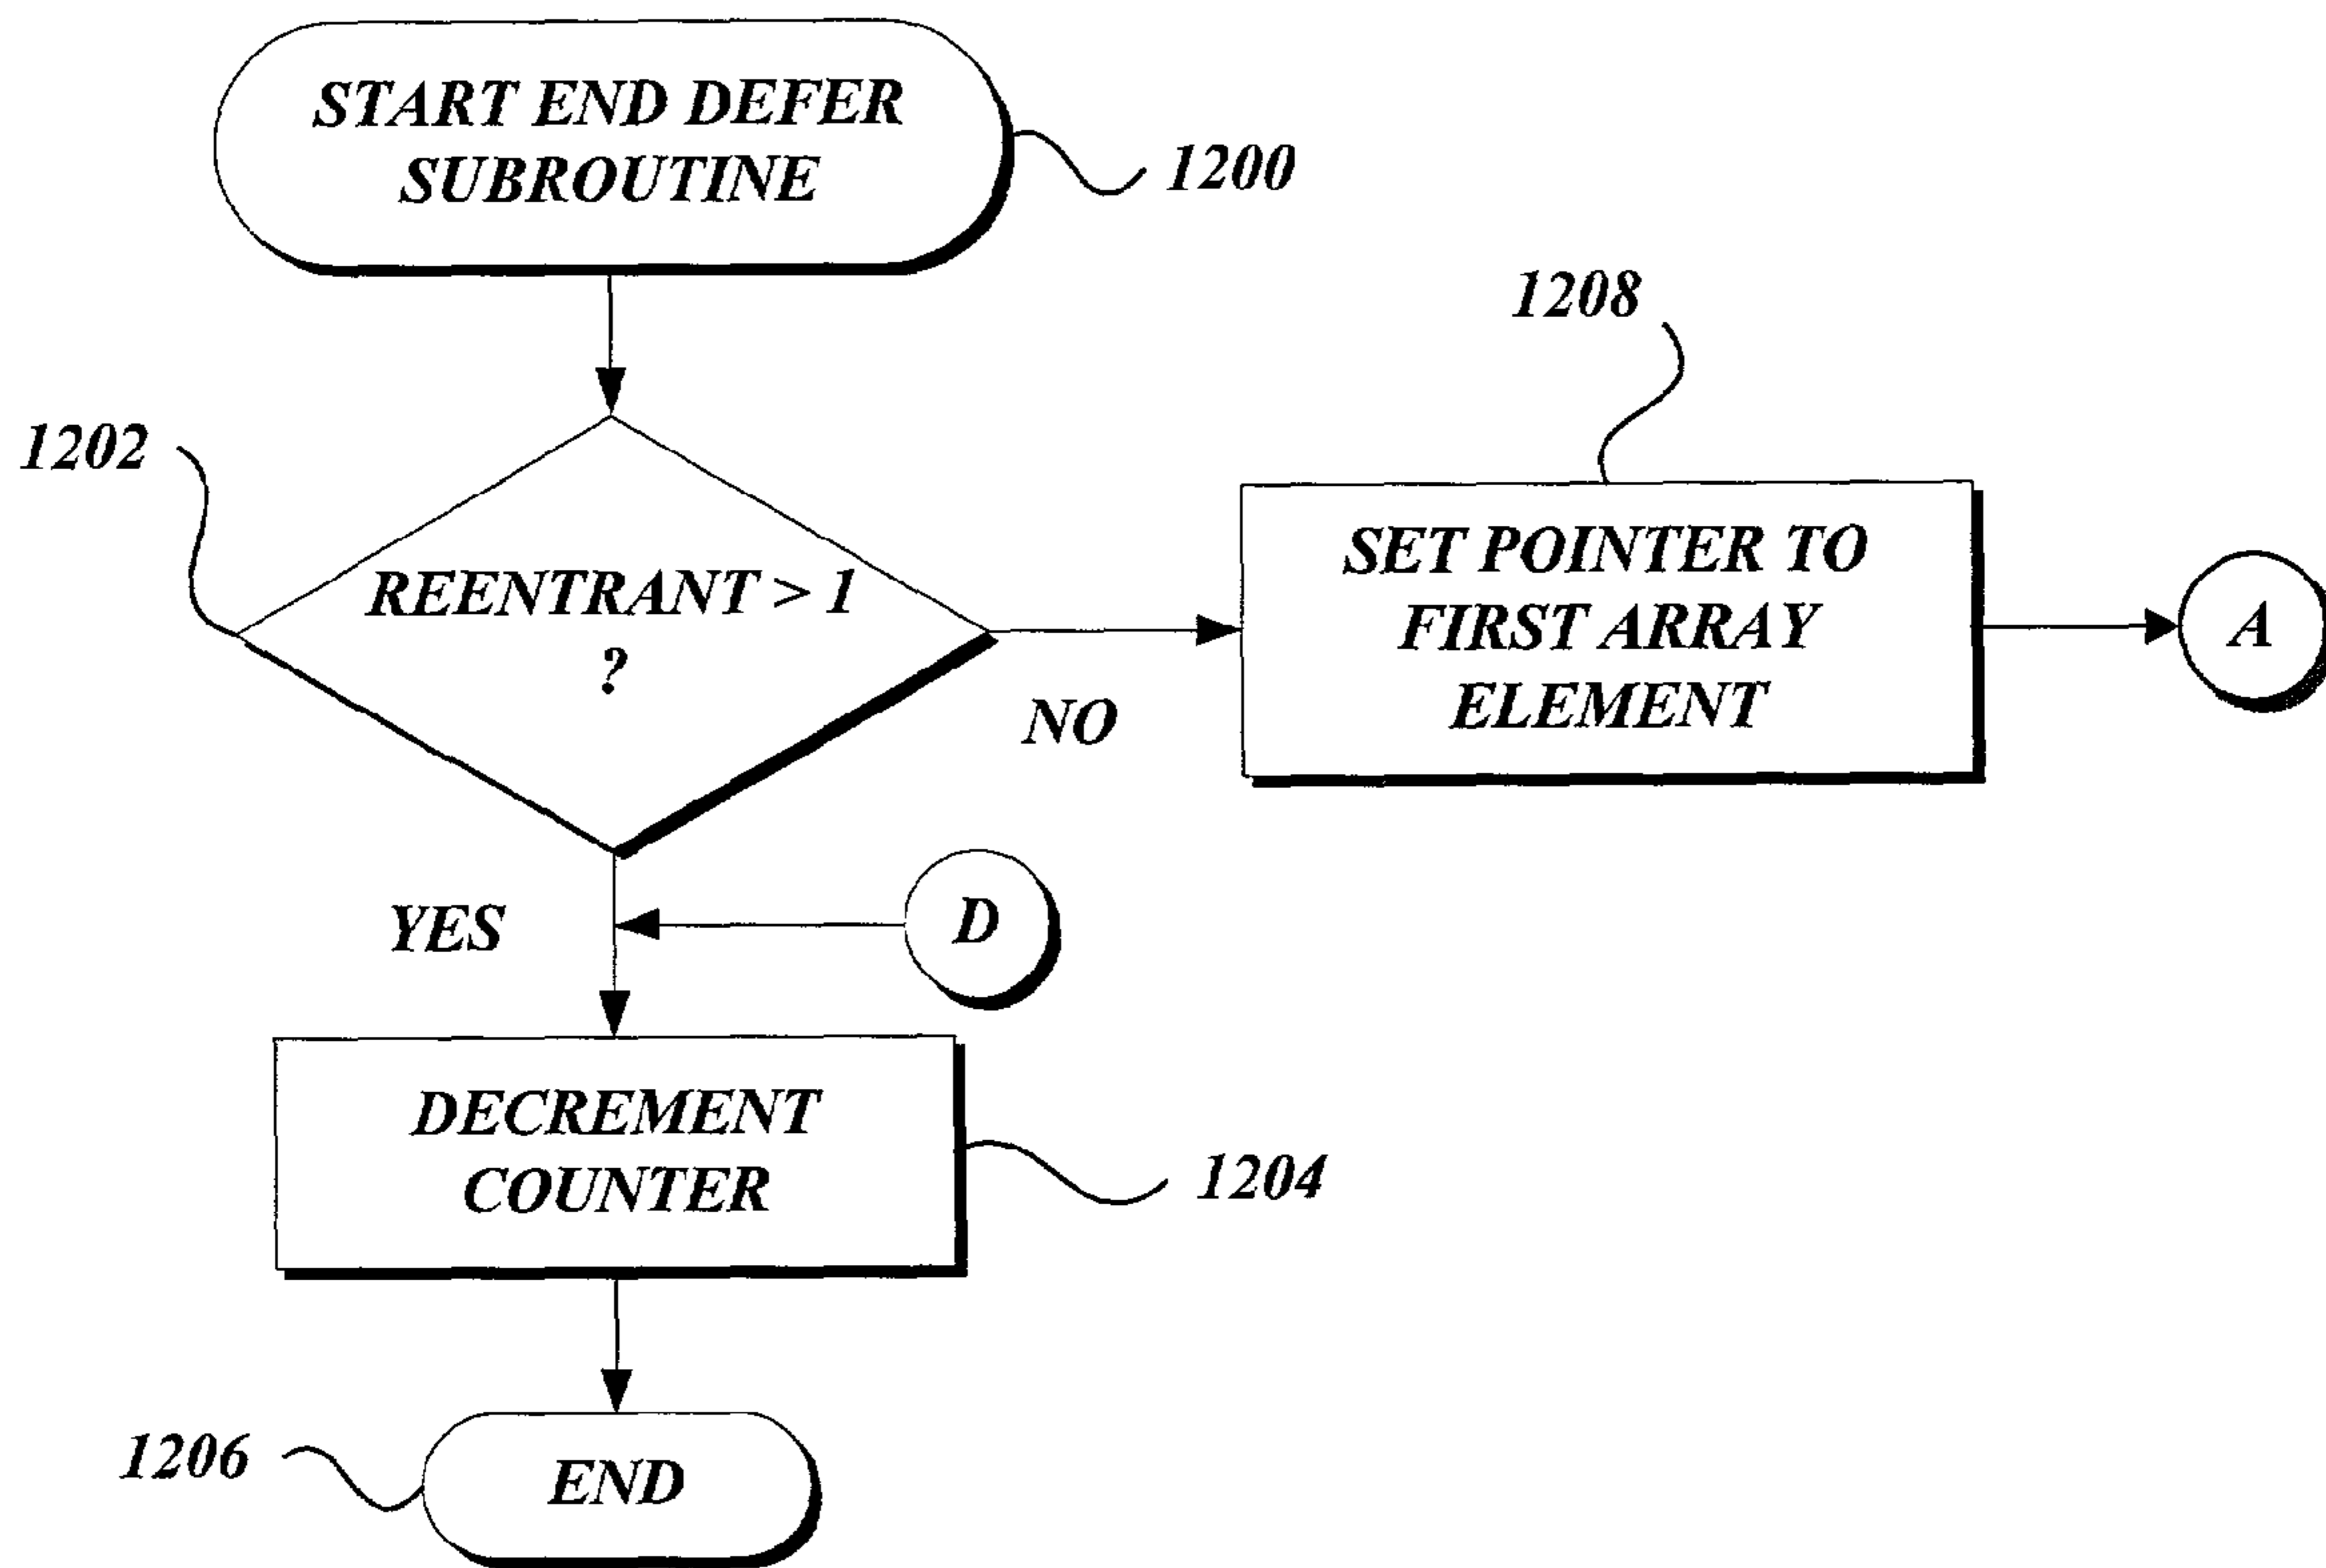 START END DEFER
SUBROUTINE
1200
1208
1202
REENTRANT > 1
?
SET POINTER TO
FIRST ARRAY
ELEMENT
A
NO
YES
D
DECREMENT
COUNTER
1204
1206
END